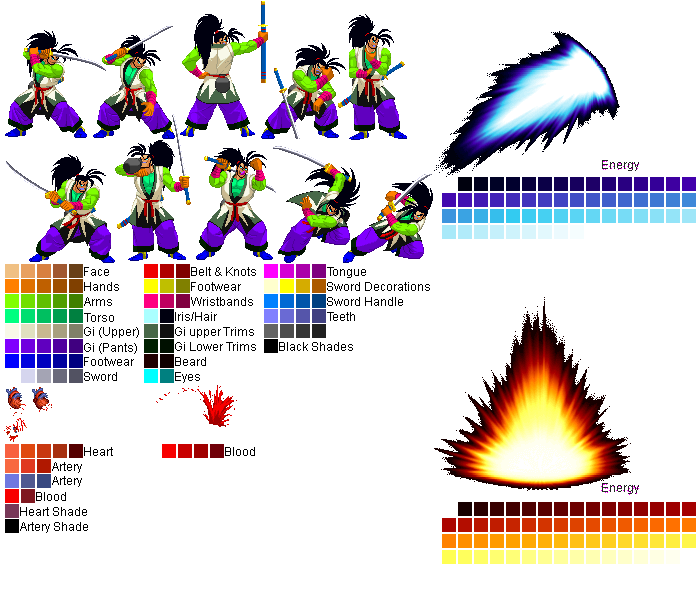 Energy
Face
Belt & Knots
Tongue
Hands
Footwear
Sword Decorations
Arms
Wristbands
Sword Handle
Torso
Iris/Hair
Teeth
Gi (Upper)
Gi upper Trims
Gi (Pants)
Gi Lower Trims
Black Shades
Footwear
Beard
Sword
Eyes
Heart
Blood
Artery
Artery
Blood
Heart Shade
Artery Shade
Energy